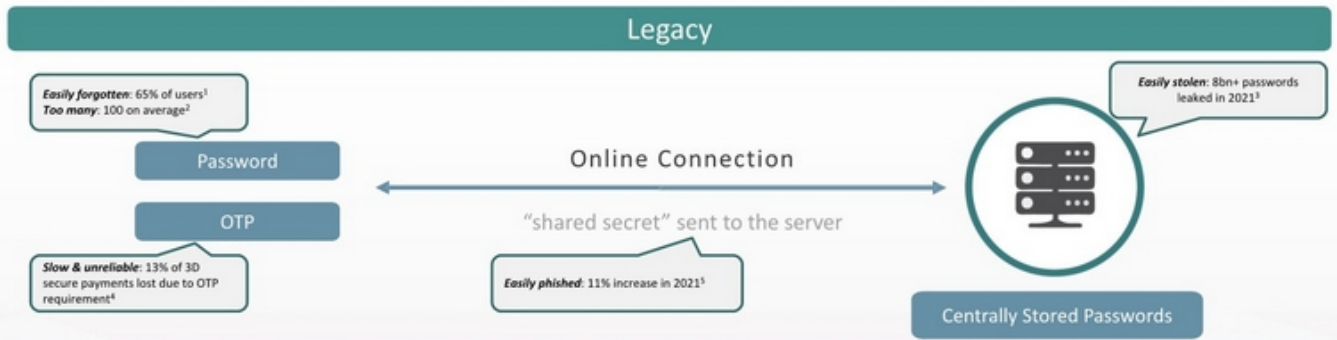 Legacy
Easily forgotten: 65% of users¹
Too many: 100 on average²
Password
OTP
Slow & unreliable: 13% of 3D
secure payments lost due to OTP
requirement⁴
Online Connection
“shared secret” sent to the server
Easily phished: 11% increase in 2021⁵
Easily stolen: 8bn+ passwords
leaked in 2021³
Centrally Stored Passwords